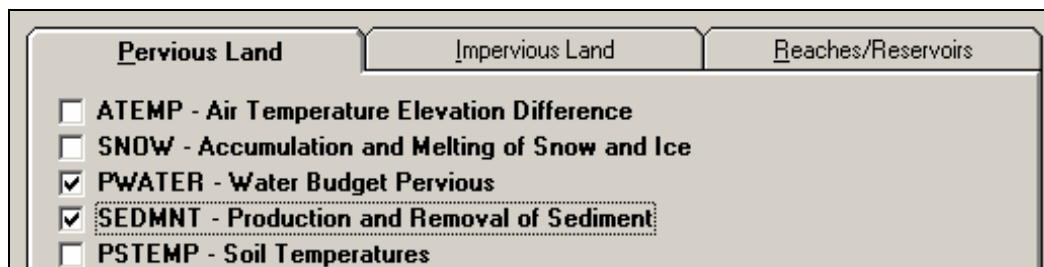 Pervious Land Impervious Land Reaches/Reservoirs
ATEMP - Air Temperature Elevation Difference
SNOW - Accumulation and Melting of Snow and Ice
PWATER - Water Budget Pervious
SEDMNT - Production and Removal of Sediment
PSTEMP - Soil Temperatures